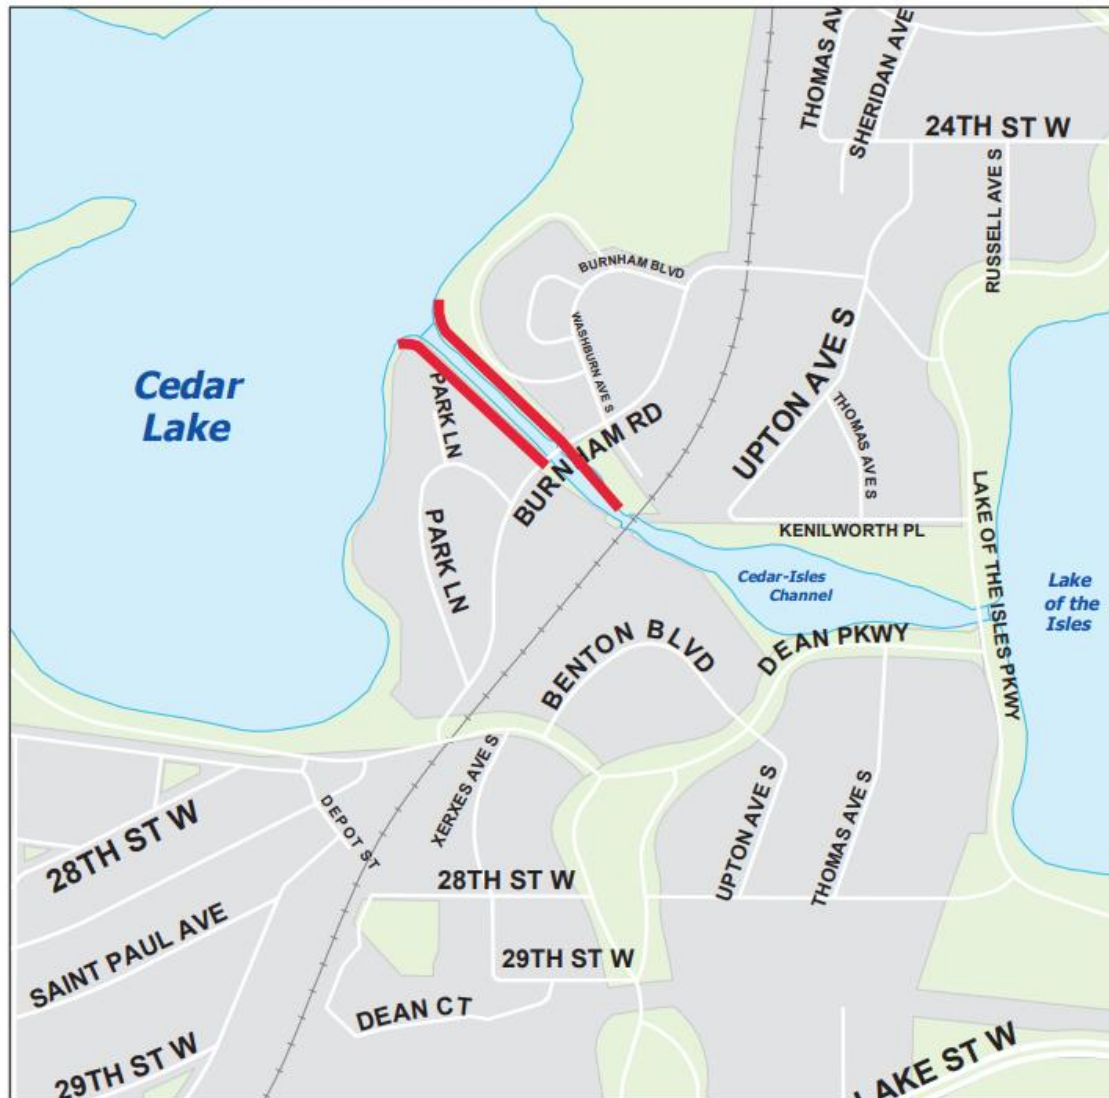 THOMAS AV
SHERIDAN AVE
24TH ST W
RUSSELL AVE S
BURNHAM BLVD
WASHBURN AVE S
UPTON AVE S
Cedar
Lake
PARK LN
THOMAS AVE S
BURNHAM RD
PARK LN
KENILWORTH PL
LAKE OF THE ISLES PKWY
Cedar-Isles
Channel
Lake
of the
Isles
BENTON BLVD
DEAN PKWY
XERXES AVE S
DEPOT ST
28TH ST W
UPTON AVE S
THOMAS AVE S
28TH ST W
SAINT PAUL AVE
29TH ST W
DEAN CT
29TH ST W
LAKE ST W